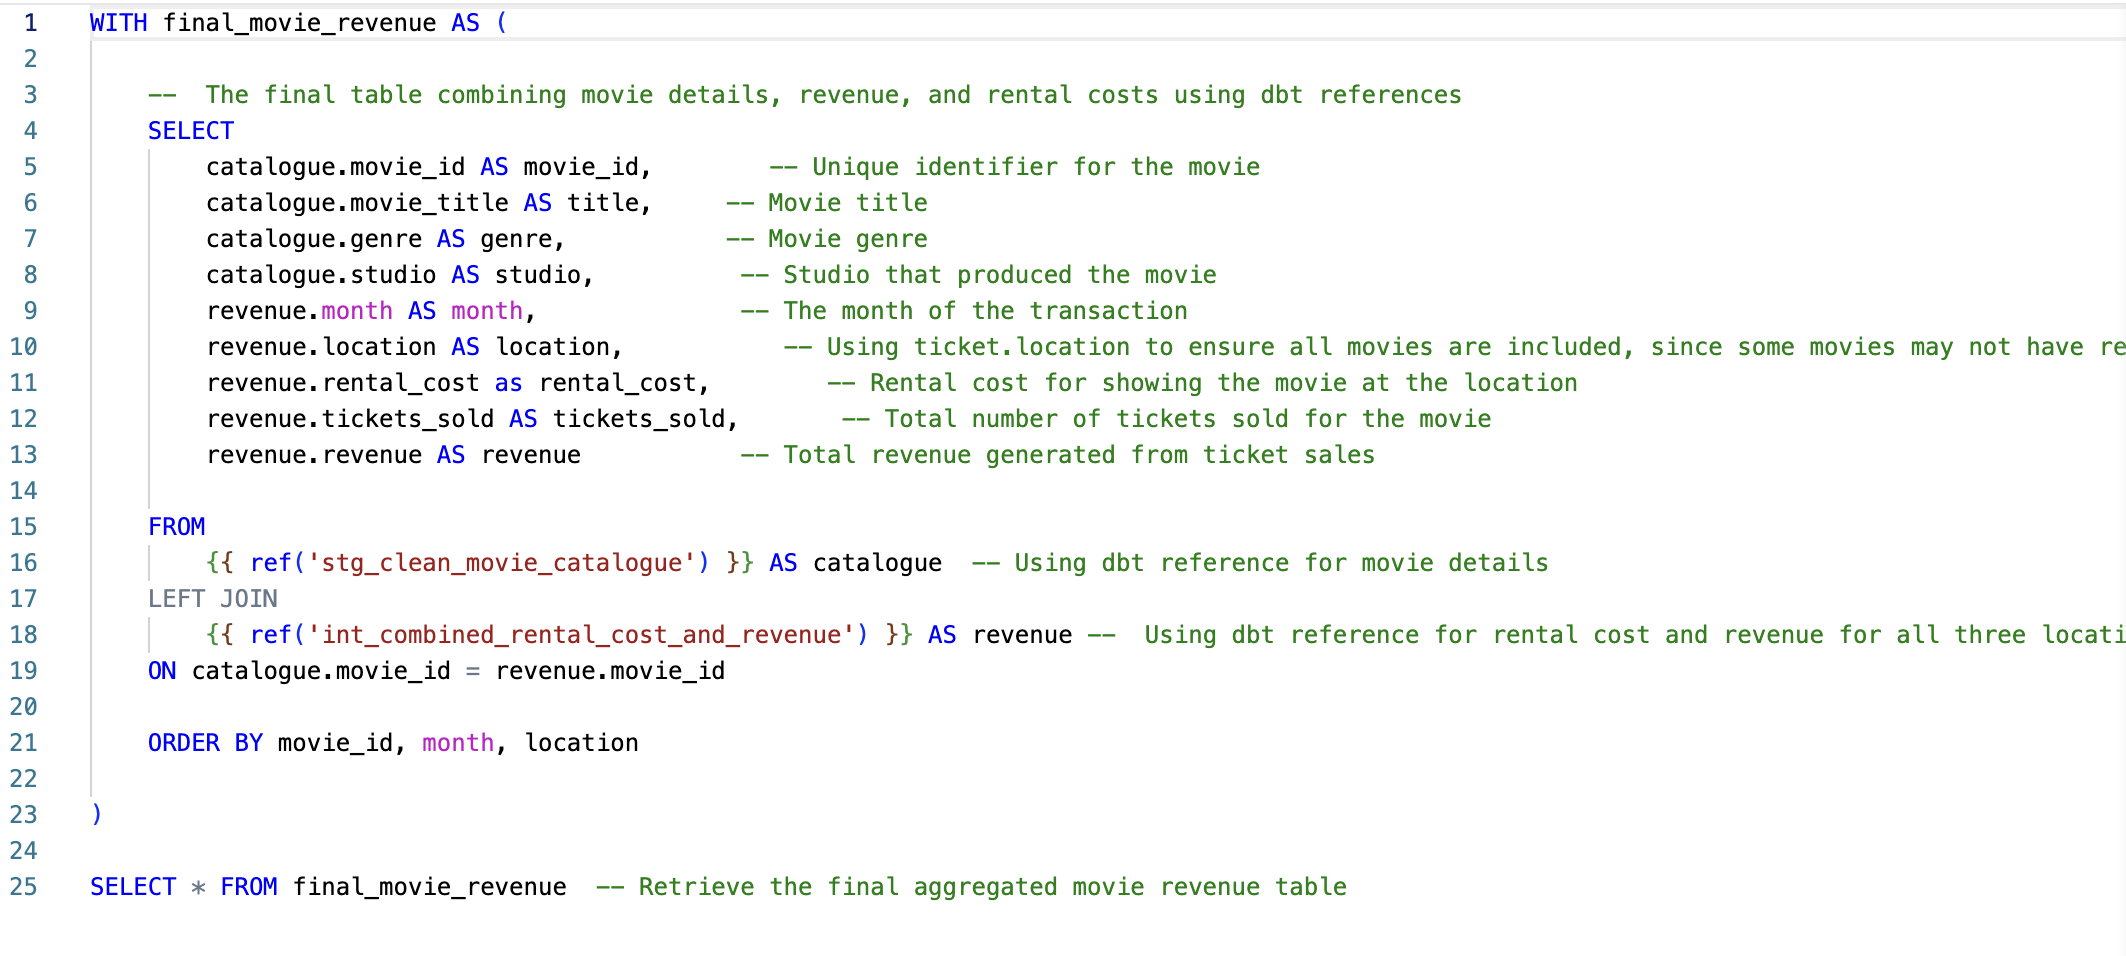 1 WITH final_movie_revenue AS (
2
3 -- The final table combining movie details, revenue, and rental costs using dbt references
4 SELECT
5 catalogue.movie_id AS movie_id, -- Unique identifier for the movie
6 catalogue.movie_title AS title, -- Movie title
7 catalogue.genre AS genre, -- Movie genre
8 catalogue.studio AS studio, -- Studio that produced the movie
9 revenue.month AS month, -- The month of the transaction
10 revenue.location AS location, -- Using ticket.location to ensure all movies are included, since some movies may not have re
11 revenue.rental_cost as rental_cost, -- Rental cost for showing the movie at the location
12 revenue.tickets_sold AS tickets_sold, -- Total number of tickets sold for the movie
13 revenue.revenue AS revenue -- Total revenue generated from ticket sales
14
15 FROM
16 {{ ref('stg_clean_movie_catalogue') }} AS catalogue -- Using dbt reference for movie details
17 LEFT JOIN
18 {{ ref('int_combined_rental_cost_and_revenue') }} AS revenue -- Using dbt reference for rental cost and revenue for all three locati
19 ON catalogue.movie_id = revenue.movie_id
20
21 ORDER BY movie_id, month, location
22
23 )
24
25 SELECT * FROM final_movie_revenue -- Retrieve the final aggregated movie revenue table